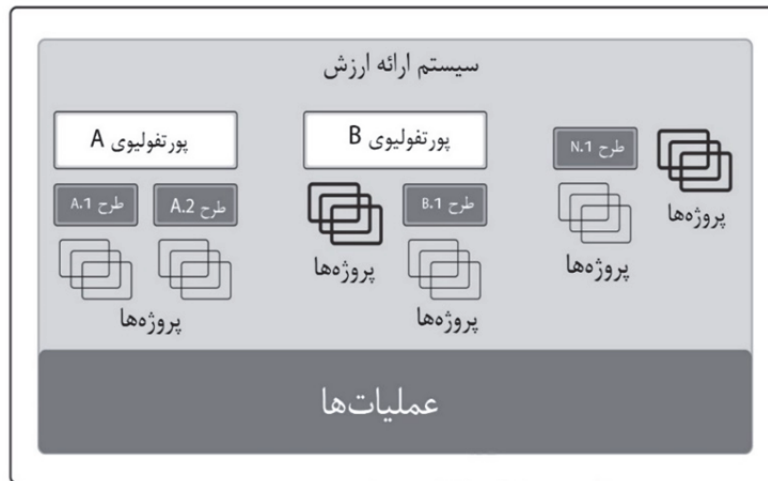 سیستم ارائه ارزش
پورتفولیوی A
پورتفولیوی B
طرح N.1
پروژه‌ها
طرح A.1
طرح A.2
طرح B.1
پروژه‌ها
پروژه‌ها
پروژه‌ها
پروژه‌ها
عملیات‌ها